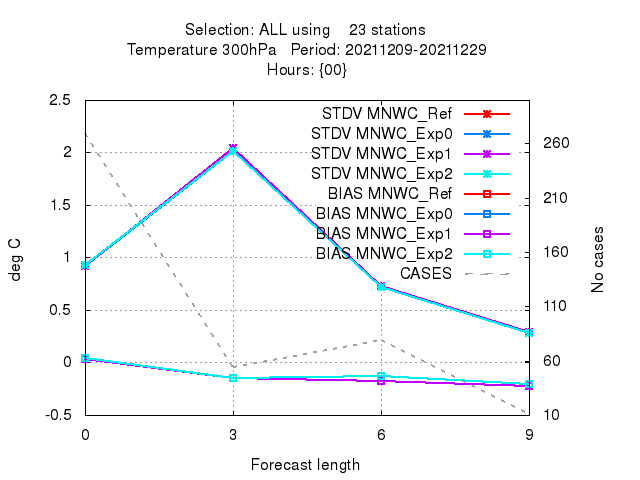 Selection: ALL using 23 stations
Temperature 300hPa Period: 20211209-20211229
Hours: {00}
2.5
2
1.5
1
0.5
0
-0.5
deg C
STDV MNWC_Ref
STDV MNWC_Exp0
STDV MNWC_Exp1
STDV MNWC_Exp2
BIAS MNWC_Ref
BIAS MNWC_Exp0
BIAS MNWC_Exp1
BIAS MNWC_Exp2
CASES
260
210
160
110
60
10
No cases
0 3 6 9
Forecast length